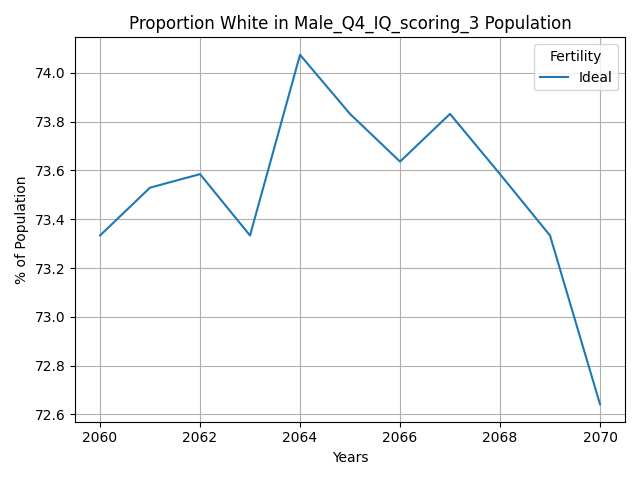 Proportion White in Male_Q4_IQ_scoring_3 Population
Fertility
Ideal
74.0
73.8
73.6
73.4
73.2
73.0
72.8
72.6
% of Population
2060
2062
2064
2066
2068
2070
Years